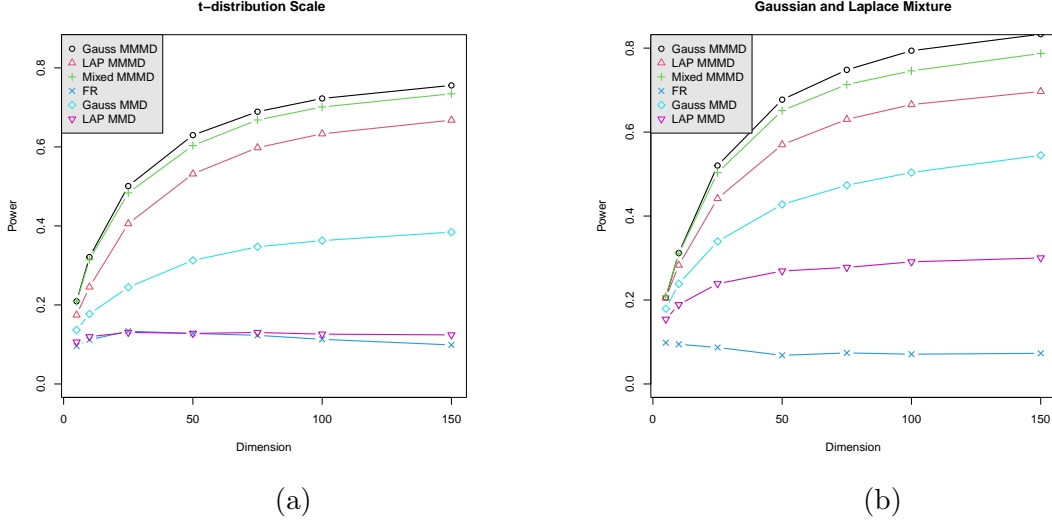 t−distribution Scale
Gauss MMMD
LAP MMMD
Mixed MMMD
FR
Gauss MMD
LAP MMD
0.0
0.2
0.4
0.6
0.8
Power
0
50
100
150
Dimension
(a)
Gaussian and Laplace Mixture
Gauss MMMD
LAP MMMD
Mixed MMMD
FR
Gauss MMD
LAP MMD
0.0
0.2
0.4
0.6
0.8
Power
0
50
100
150
Dimension
(b)